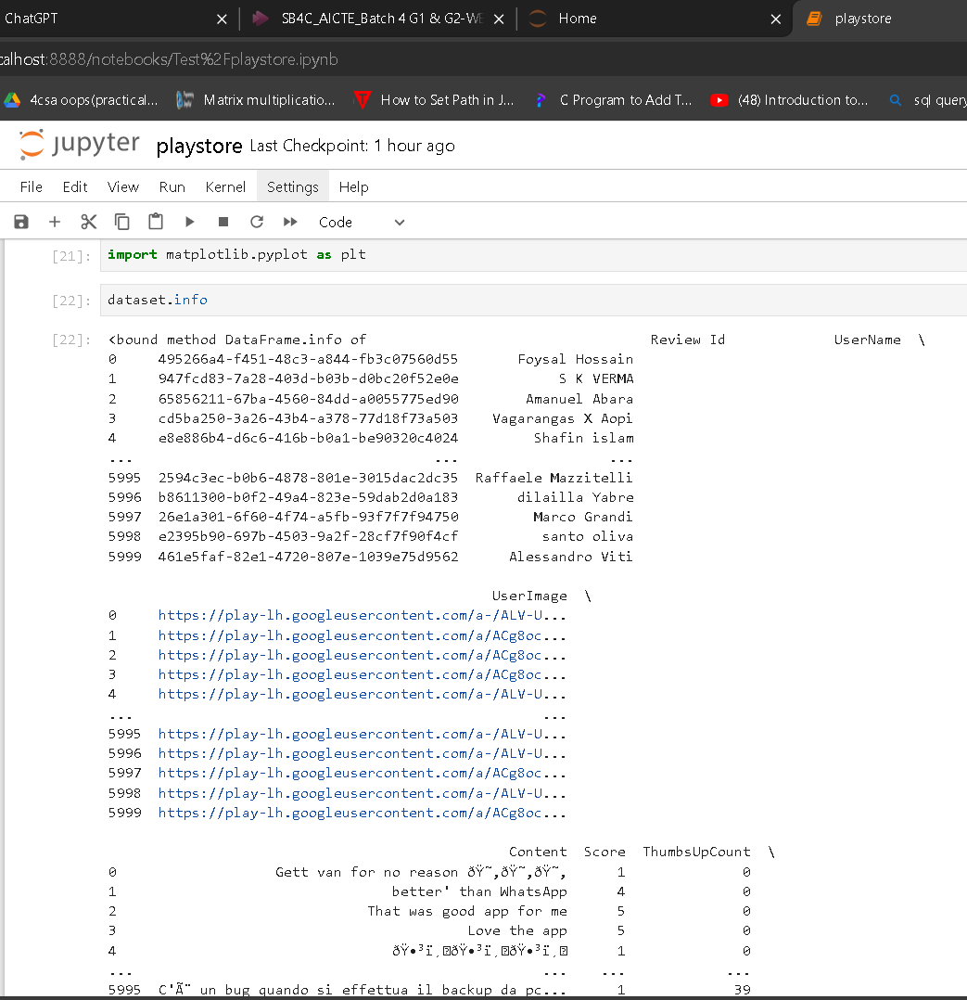 ChatGPT × SB4C_AICTE_Batch 4 G1 & G2-WE × Home × playstore
calhost:8888/notebooks/Test%2Fplaystore.ipynb
4csa oops(practical... Matrix multiplicatio... How to Set Path in J... C Program to Add T... (48) Introduction to... sql query
jupyter playstore Last Checkpoint: 1 hour ago
File Edit View Run Kernel Settings Help
Code
[21]: import matplotlib.pyplot as plt
[22]: dataset.info
[22]: <bound method DataFrame.info of Review Id UserName \
0 495266a4-f451-48c3-a844-fb3c07560d55 Foysal Hossain
1 947fcd83-7a28-403d-b03b-d0bc20f52e0e S K VERMA
2 65856211-67ba-4560-84dd-a0055775ed90 Amanuel Abara
3 cd5ba250-3a26-43b4-a378-77d18f73a503 Vagarangas X Aopi
4 e8e886b4-d6c6-416b-b0a1-be90320c4024 Shafin islam
... ... ...
5995 2594c3ec-b0b6-4878-801e-3015dac2dc35 Raffaele Mazzitelli
5996 b8611300-b0f2-49a4-823e-59dab2d0a183 dilailla Yabre
5997 26e1a301-6f60-4f74-a5fb-93f7f7f94750 Marco Grandi
5998 e2395b90-697b-4503-9a2f-28cf7f90f4cf santo oliva
5999 461e5faf-82e1-4720-807e-1039e75d9562 Alessandro Viti
UserImage \
0 https://play-lh.googleusercontent.com/a-/ALV-U...
1 https://play-lh.googleusercontent.com/a/ACg8oc...
2 https://play-lh.googleusercontent.com/a/ACg8oc...
3 https://play-lh.googleusercontent.com/a/ACg8oc...
4 https://play-lh.googleusercontent.com/a-/ALV-U...
... ...
5995 https://play-lh.googleusercontent.com/a-/ALV-U...
5996 https://play-lh.googleusercontent.com/a-/ALV-U...
5997 https://play-lh.googleusercontent.com/a/ACg8oc...
5998 https://play-lh.googleusercontent.com/a-/ALV-U...
5999 https://play-lh.googleusercontent.com/a/ACg8oc...
Content Score ThumbsUpCount \
0 Gett van for no reason ðŸ˜‚ðŸ˜‚ðŸ˜‚ 1 0
1 better' than WhatsApp 4 0
2 That was good app for me 5 0
3 Love the app 5 0
4 1 0
... ... ... ...
5995 C'Ã¨ un bug quando si effettua il backup da pc... 1 39